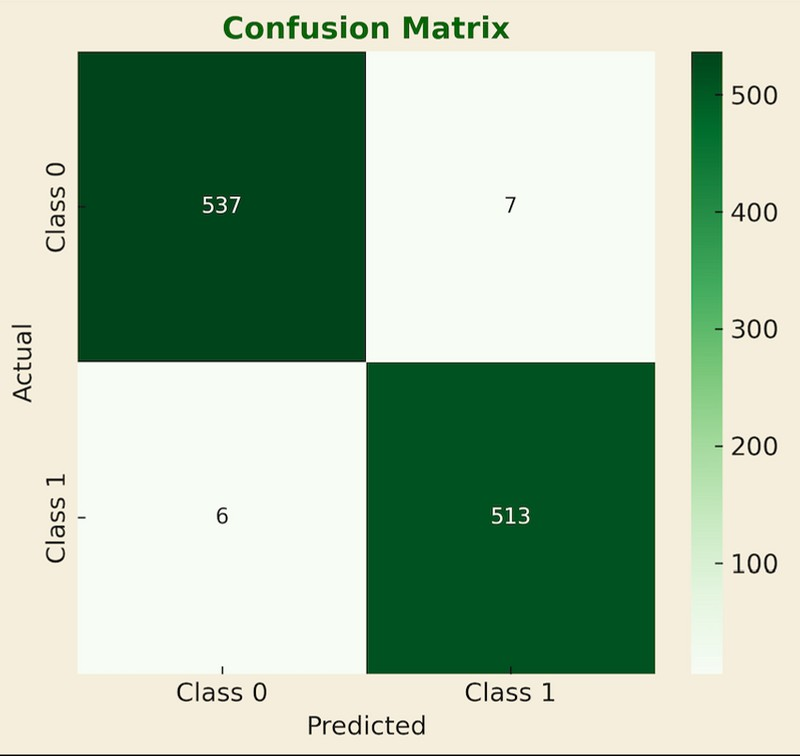 Confusion Matrix
Class 0
537
7
500
400
300
200
100
Actual
Class 1
6
513
Class 0
Class 1
Predicted